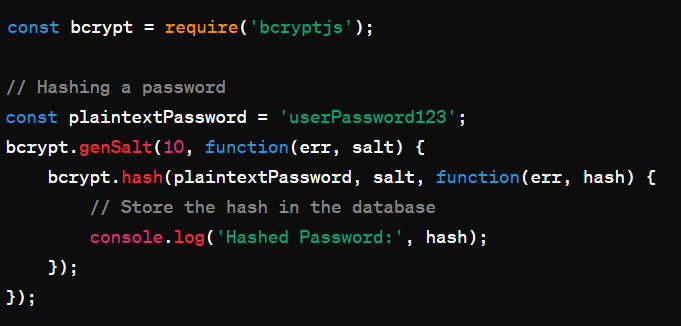 const bcrypt = require('bcryptjs');

// Hashing a password
const plaintextPassword = 'userPassword123';
bcrypt.genSalt(10, function(err, salt) {
    bcrypt.hash(plaintextPassword, salt, function(err, hash) {
        // Store the hash in the database
        console.log('Hashed Password:', hash);
    });
});